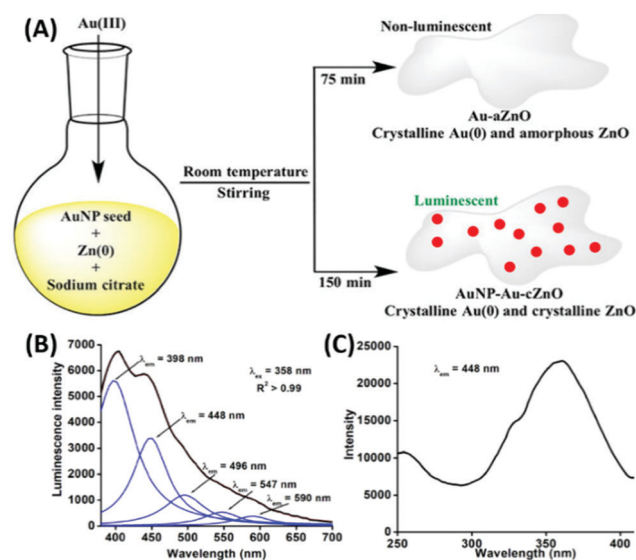 (A)
Au(III)
AuNP seed
+
Zn(0)
+
Sodium citrate
Room temperature
Stirring
75 min
150 min
Non-luminescent
Au-aZnO
Crystalline Au(0) and amorphous ZnO
Luminescent
AuNP-Au-cZnO
Crystalline Au(0) and crystalline ZnO
(B)
7000
6000
5000
4000
3000
2000
1000
0
Luminescence intensity
λem = 398 nm
λem = 448 nm
λem = 496 nm
λem = 547 nm
λem = 590 nm
λex = 358 nm
R² > 0.99
400 450 500 550 600 650 700
Wavelength (nm)
(C)
25000
20000
15000
10000
5000
0
Intensity
λem = 448 nm
250 300 350 400
Wavelength (nm)